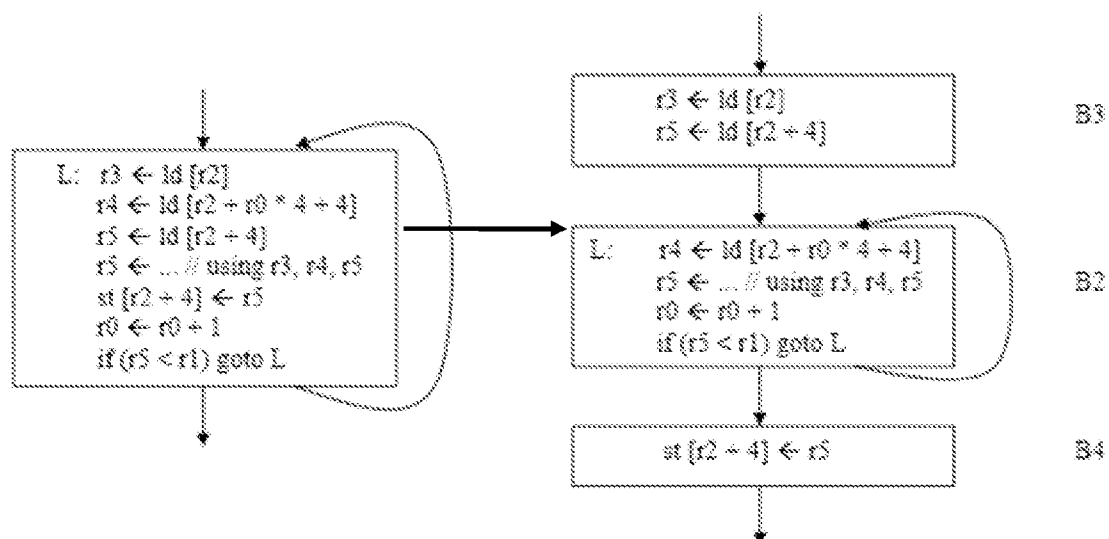 L: r3 ← ld [r2]
r4 ← ld [r2 + r0 * 4 + 4]
r5 ← ld [r2 + 4]
r5 ← ... // using r3, r4, r5
st [r2 + 4] ← r5
r0 ← r0 + 1
if (r5 < r1) goto L
r3 ← ld [r2]
r5 ← ld [r2 + 4]
B3
L: r4 ← ld [r2 + r0 * 4 + 4]
r5 ← ... // using r3, r4, r5
r0 ← r0 + 1
if (r5 < r1) goto L
B2
st [r2 + 4] ← r5
B4